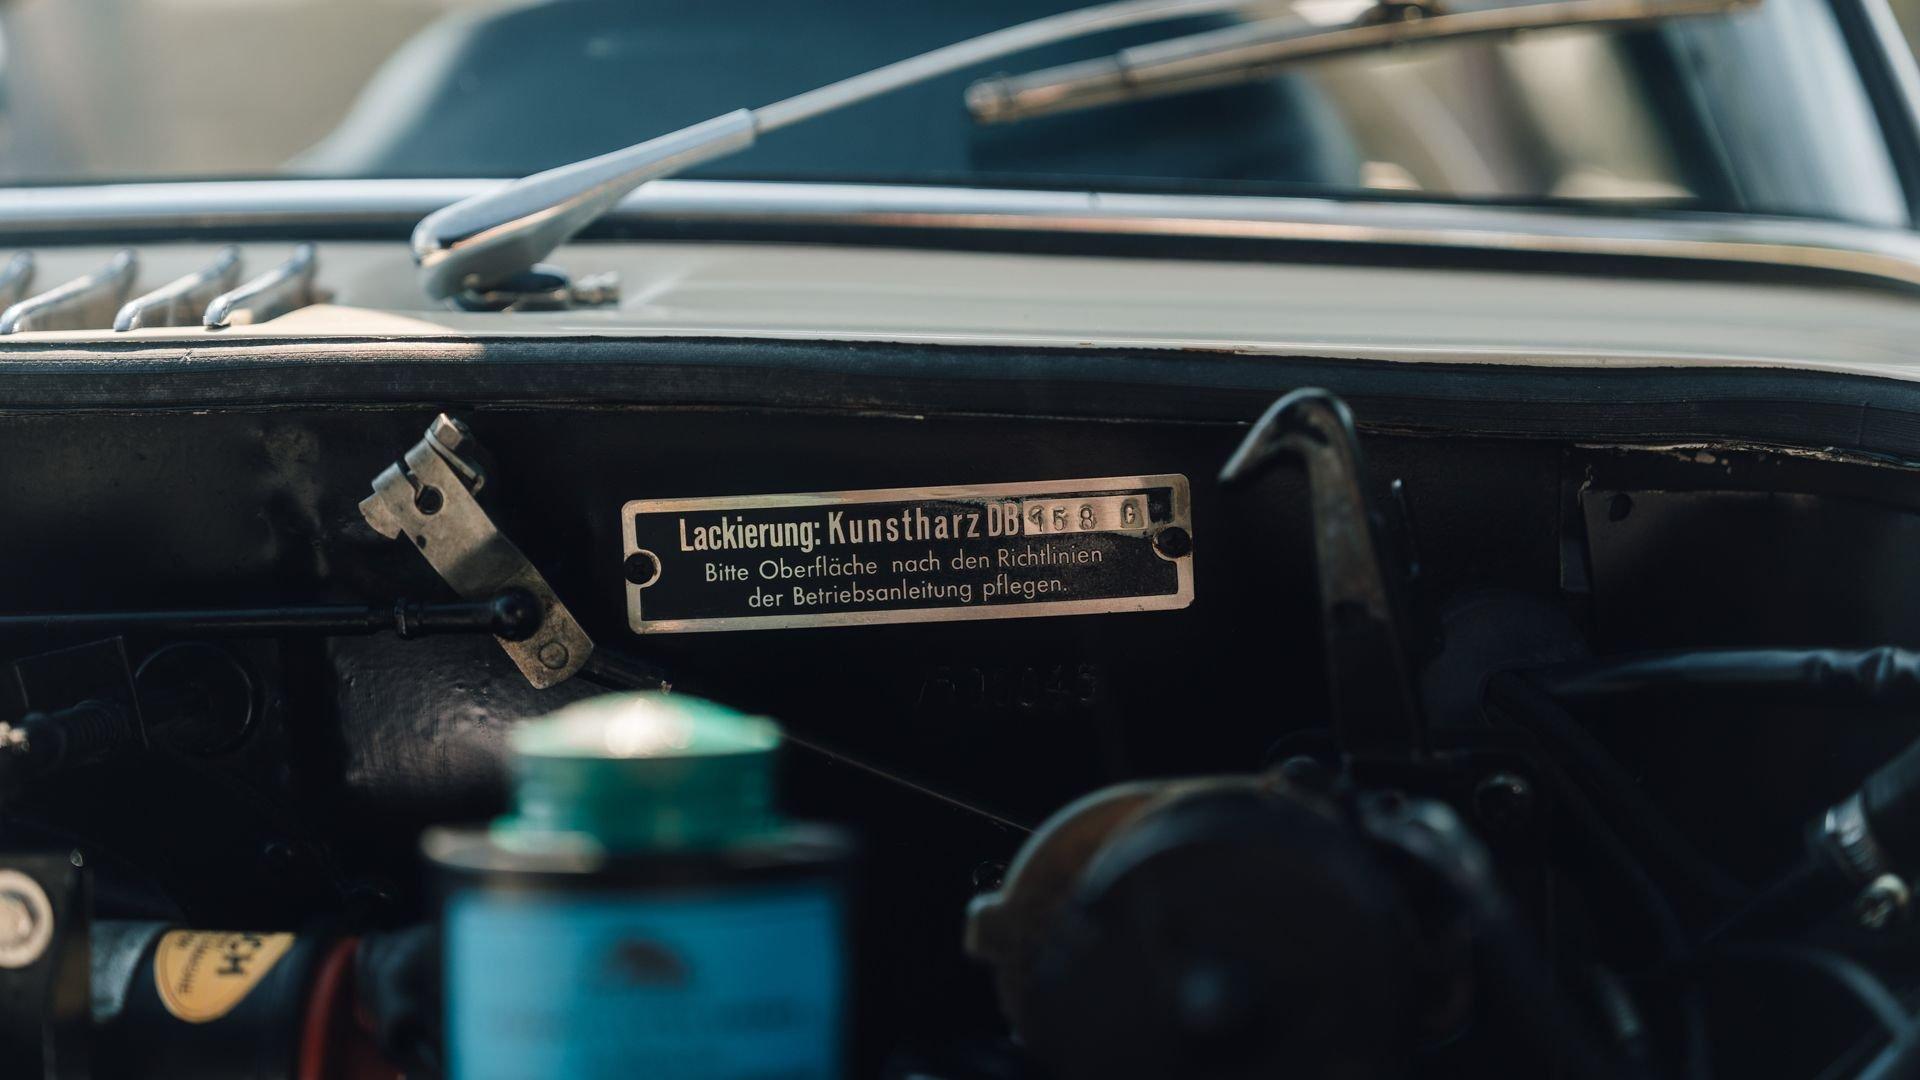 Lackierung: Kunstharz DB 158 G
Bitte Oberfläche nach den Richtlinien
der Betriebsanleitung pflegen.